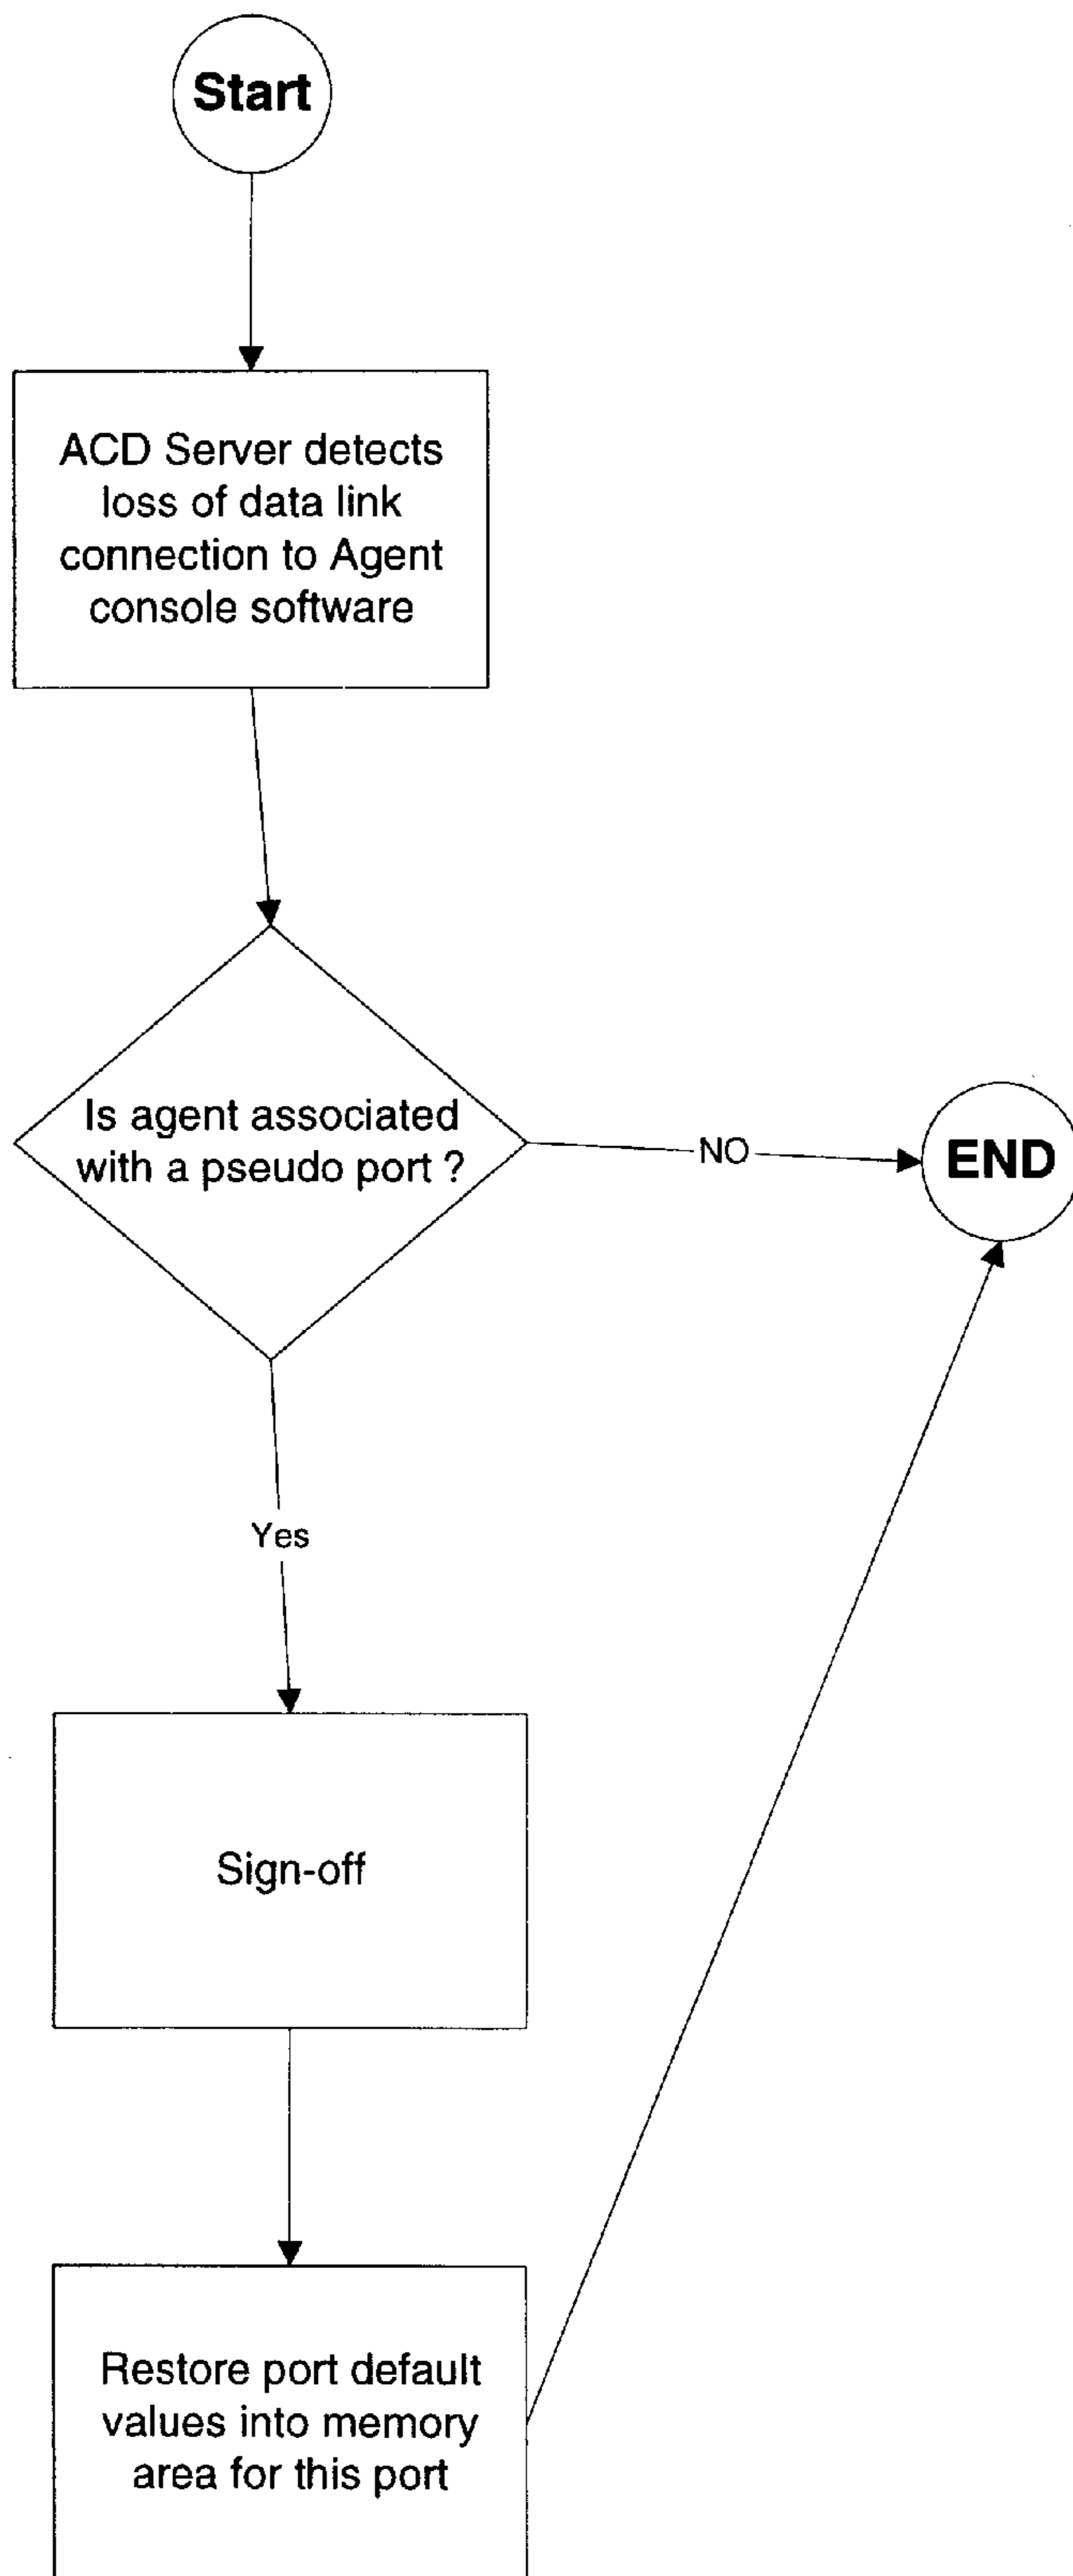 Start
ACD Server detects
loss of data link
connection to Agent
console software
Is agent associated
with a pseudo port ?
NO
END
Yes
Sign-off
Restore port default
values into memory
area for this port